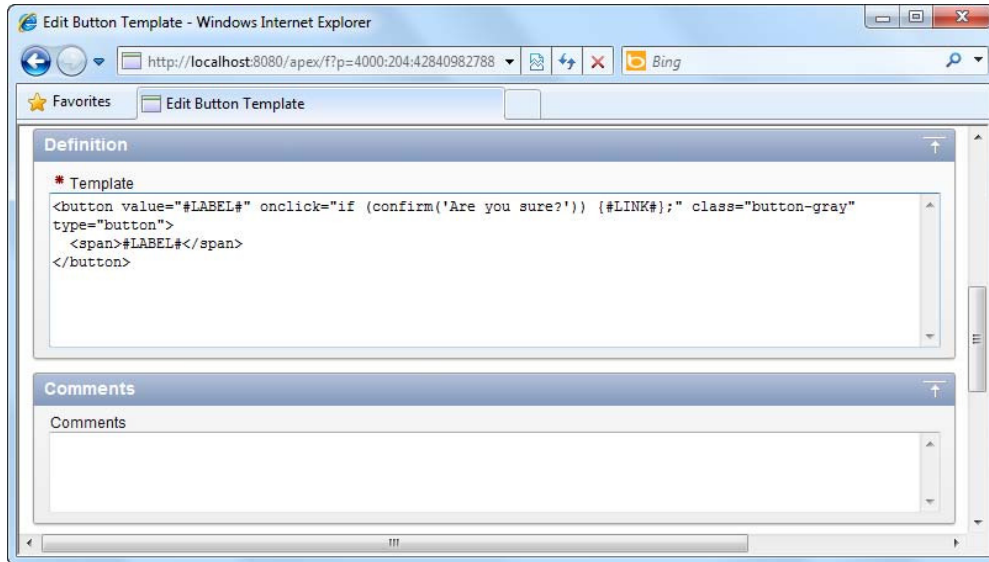 Edit Button Template - Windows Internet Explorer
http://localhost:8080/apex/f?p=4000:204:42840982788
Bing
Favorites
Edit Button Template
Definition
* Template
<button value="#LABEL#" onclick="if (confirm('Are you sure?')) {#LINK#};" class="button-gray"
type="button">
  <span>#LABEL#</span>
</button>
Comments
Comments